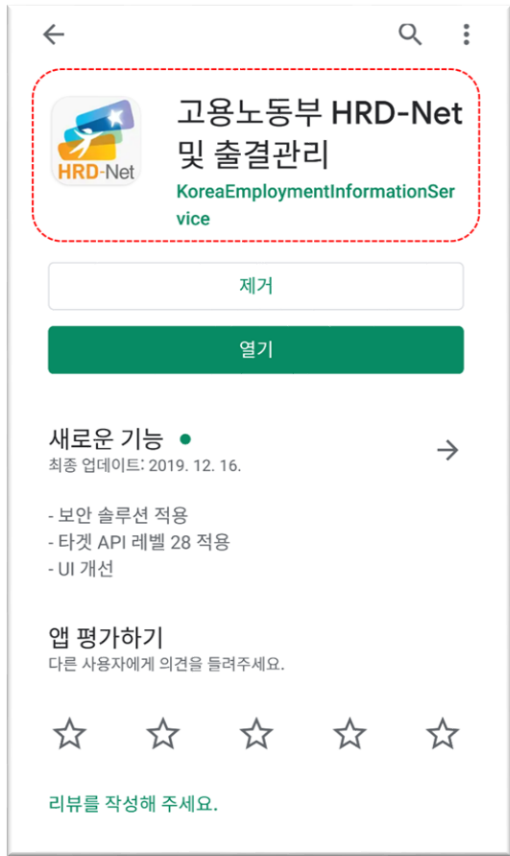 고용노동부 HRD-Net
및 출결관리
HRD-Net
KoreaEmploymentInformationSer
vice
제거
열기
새로운 기능
최종 업데이트: 2019. 12. 16.
- 보안 솔루션 적용
- 타겟 API 레벨 28 적용
- UI 개선
앱 평가하기
다른 사용자에게 의견을 들려주세요.
리뷰를 작성해 주세요.